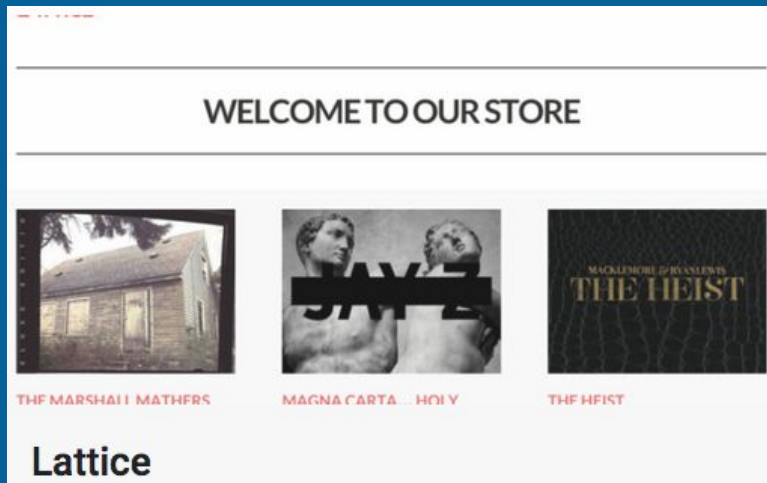 WELCOME TO OUR STORE
JAY Z
MACKLEMORE & RYAN LEWIS
THE HEIST
THE MARSHALL MATHERS
MAGNA CARTA... HOLY
THE HEIST
Lattice